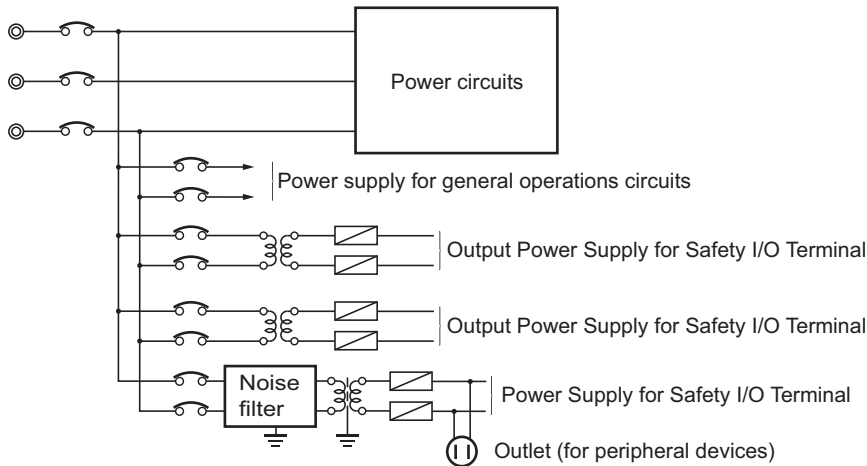 Power circuits
Power supply for general operations circuits
Output Power Supply for Safety I/O Terminal
Output Power Supply for Safety I/O Terminal
Noise
filter
Power Supply for Safety I/O Terminal
Outlet (for peripheral devices)